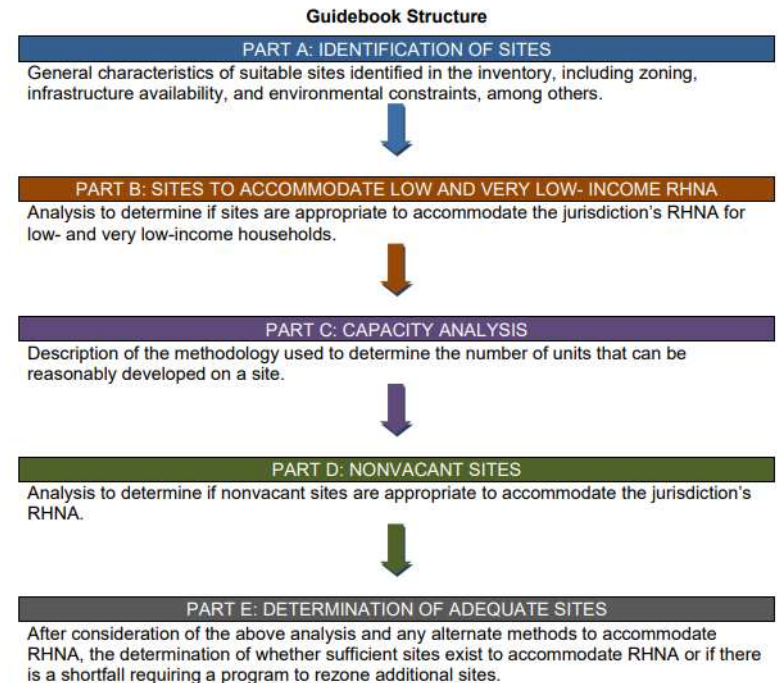 Guidebook Structure
PART A: IDENTIFICATION OF SITES
General characteristics of suitable sites identified in the inventory, including zoning,
infrastructure availability, and environmental constraints, among others.
PART B: SITES TO ACCOMMODATE LOW AND VERY LOW- INCOME RHNA
Analysis to determine if sites are appropriate to accommodate the jurisdiction’s RHNA for
low- and very low-income households.
PART C: CAPACITY ANALYSIS
Description of the methodology used to determine the number of units that can be
reasonably developed on a site.
PART D: NONVACANT SITES
Analysis to determine if nonvacant sites are appropriate to accommodate the jurisdiction’s
RHNA.
PART E: DETERMINATION OF ADEQUATE SITES
After consideration of the above analysis and any alternate methods to accommodate
RHNA, the determination of whether sufficient sites exist to accommodate RHNA or if there
is a shortfall requiring a program to rezone additional sites.